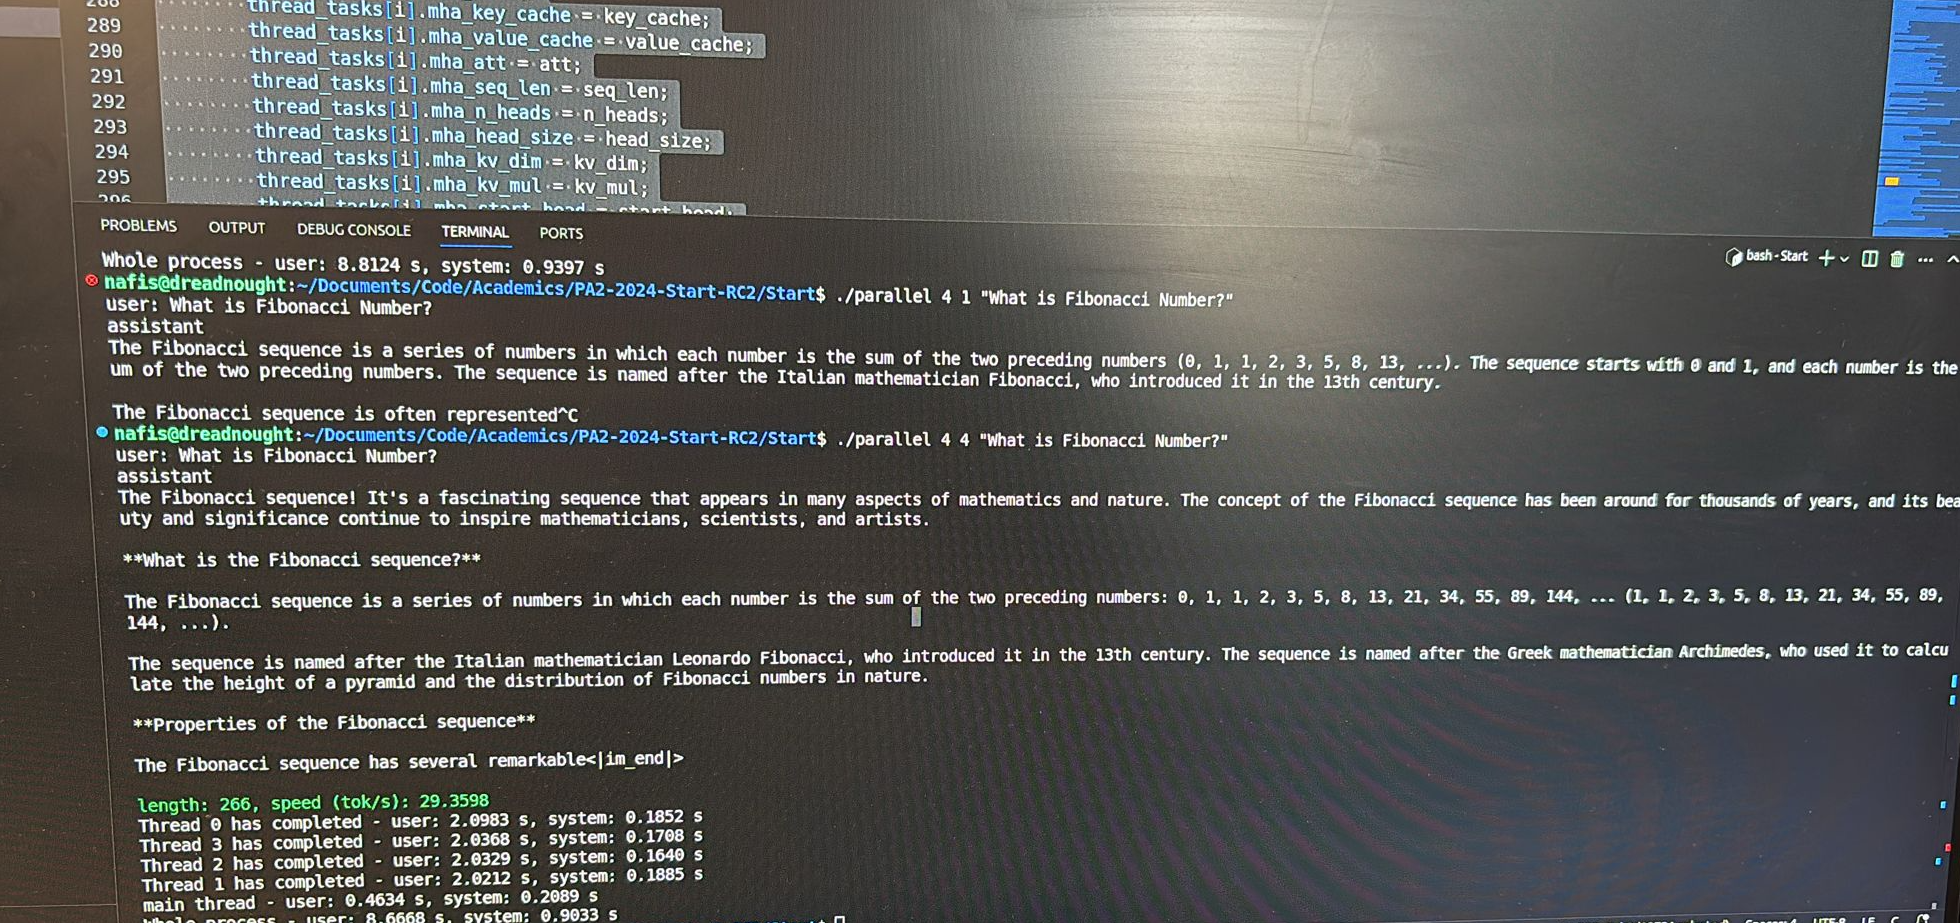 289 thread_tasks[i].mha_key_cache = key_cache;
290 thread_tasks[i].mha_value_cache = value_cache;
291 thread_tasks[i].mha_att = att;
292 thread_tasks[i].mha_seq_len = seq_len;
293 thread_tasks[i].mha_n_heads = n_heads;
294 thread_tasks[i].mha_head_size = head_size;
295 thread_tasks[i].mha_kv_dim = kv_dim;
thread_tasks[i].mha_kv_mul = kv_mul;
296 thread_tasks[i].mha_start_head = start_head;
PROBLEMS OUTPUT DEBUG CONSOLE TERMINAL PORTS
bash - Start
Whole process - user: 8.8124 s, system: 0.9397 s
nafis@dreadnought:~/Documents/Code/Academics/PA2-2024-Start-RC2/Start$ ./parallel 4 1 "What is Fibonacci Number?"
user: What is Fibonacci Number?
assistant
The Fibonacci sequence is a series of numbers in which each number is the sum of the two preceding numbers (0, 1, 1, 2, 3, 5, 8, 13, ...). The sequence starts with 0 and 1, and each number is the
um of the two preceding numbers. The sequence is named after the Italian mathematician Fibonacci, who introduced it in the 13th century.
The Fibonacci sequence is often represented^C
nafis@dreadnought:~/Documents/Code/Academics/PA2-2024-Start-RC2/Start$ ./parallel 4 4 "What is Fibonacci Number?"
user: What is Fibonacci Number?
assistant
The Fibonacci sequence! It's a fascinating sequence that appears in many aspects of mathematics and nature. The concept of the Fibonacci sequence has been around for thousands of years, and its bea
uty and significance continue to inspire mathematicians, scientists, and artists.
**What is the Fibonacci sequence?**
The Fibonacci sequence is a series of numbers in which each number is the sum of the two preceding numbers: 0, 1, 1, 2, 3, 5, 8, 13, 21, 34, 55, 89, 144, ... (1, 1, 2, 3, 5, 8, 13, 21, 34, 55, 89,
144, ...).
The sequence is named after the Italian mathematician Leonardo Fibonacci, who introduced it in the 13th century. The sequence is named after the Greek mathematician Archimedes, who used it to calcu
late the height of a pyramid and the distribution of Fibonacci numbers in nature.
**Properties of the Fibonacci sequence**
The Fibonacci sequence has several remarkable<|im_end|>
length: 266, speed (tok/s): 29.3598
Thread 0 has completed - user: 2.0983 s, system: 0.1852 s
Thread 3 has completed - user: 2.0368 s, system: 0.1708 s
Thread 2 has completed - user: 2.0329 s, system: 0.1640 s
Thread 1 has completed - user: 2.0212 s, system: 0.1885 s
main thread - user: 0.4634 s, system: 0.2089 s
Whole process - user: 8.6668 s, system: 0.9033 s